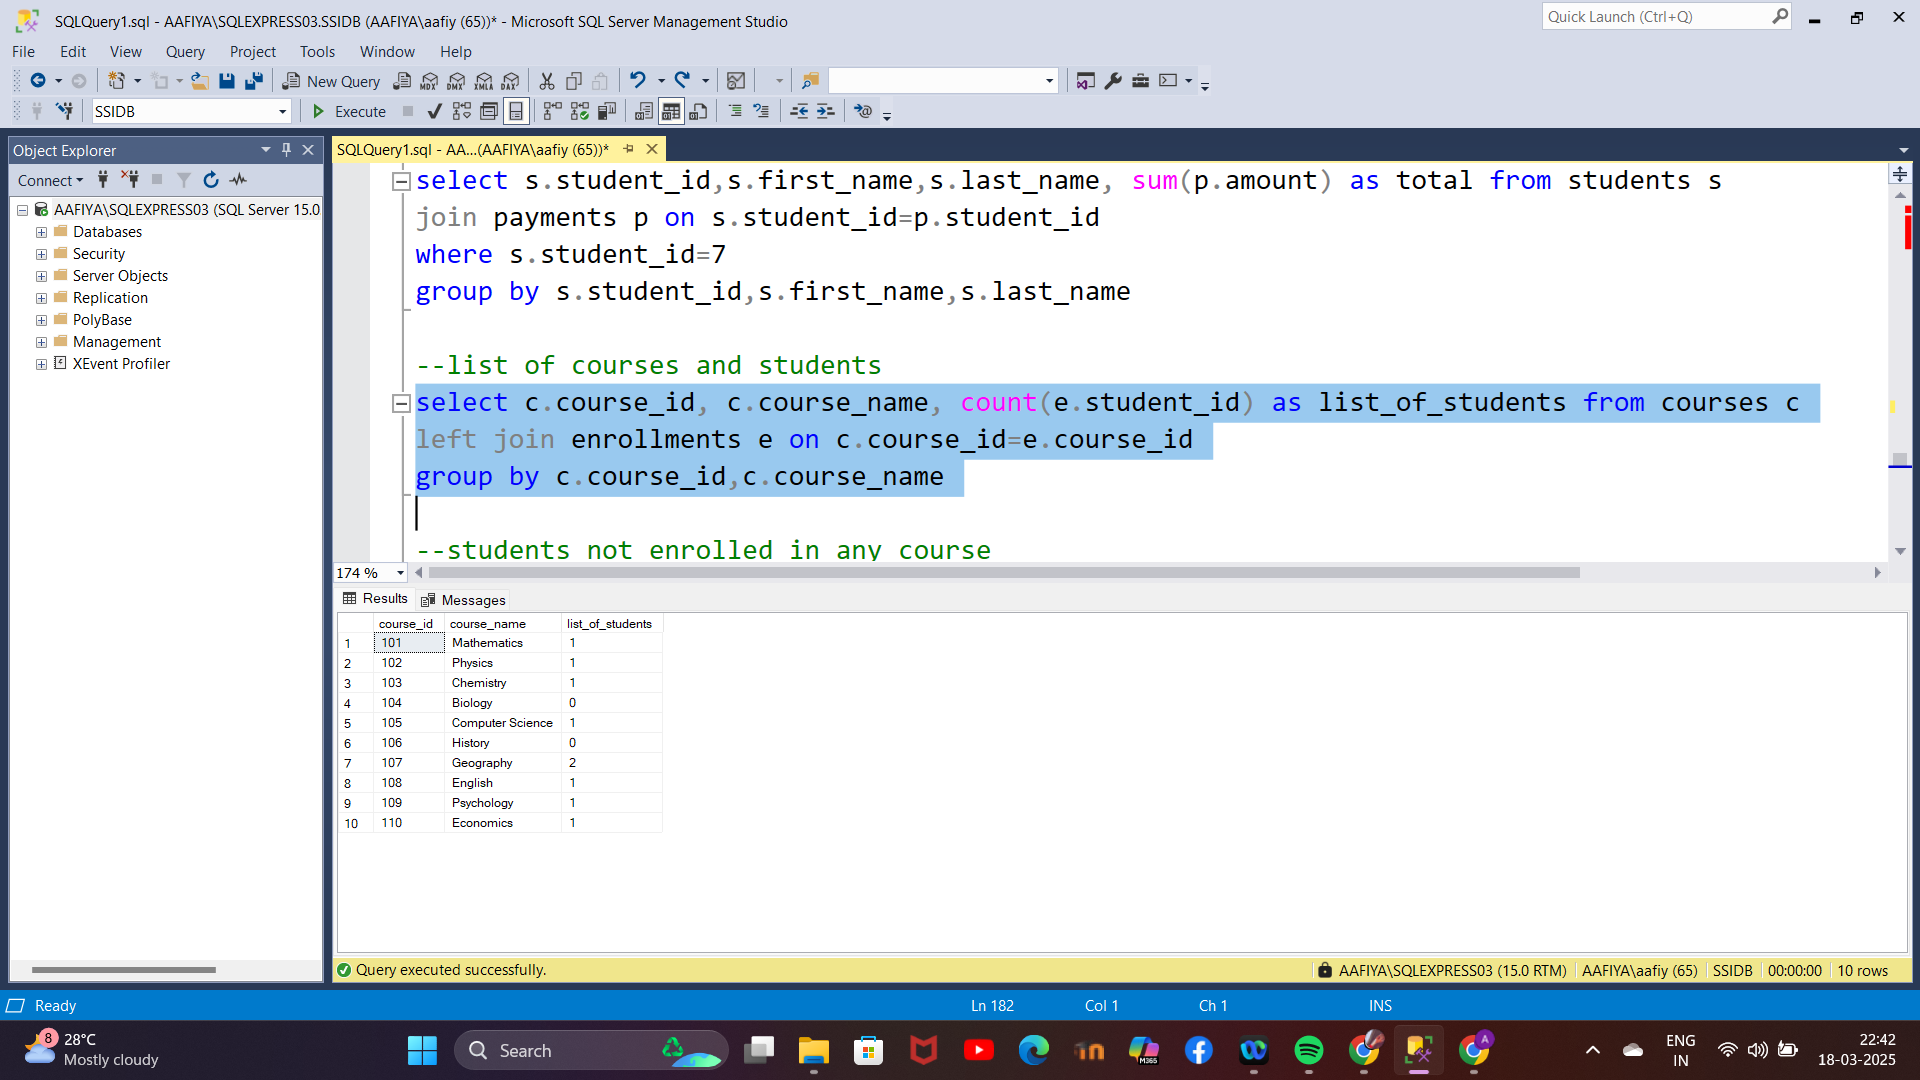 SQLQuery1.sql - AAFIYA\SQLEXPRESS03.SSIDB (AAFIYA\aafiy (65))* - Microsoft SQL Server Management Studio
Quick Launch (Ctrl+Q)
File Edit View Query Project Tools Window Help
New Query MDX DMX XMLA DAX
SSIDB Execute
Object Explorer
Connect
AAFIYA\SQLEXPRESS03 (SQL Server 15.0
Databases
Security
Server Objects
Replication
PolyBase
Management
XEvent Profiler
SQLQuery1.sql - AA...(AAFIYA\aafiy (65))*
select s.student_id,s.first_name,s.last_name, sum(p.amount) as total from students s
join payments p on s.student_id=p.student_id
where s.student_id=7
group by s.student_id,s.first_name,s.last_name
--list of courses and students
select c.course_id, c.course_name, count(e.student_id) as list_of_students from courses c
left join enrollments e on c.course_id=e.course_id
group by c.course_id,c.course_name
--students not enrolled in any course
174 %
Results Messages
course_id course_name list_of_students
1 101 Mathematics 1
2 102 Physics 1
3 103 Chemistry 1
4 104 Biology 0
5 105 Computer Science 1
6 106 History 0
7 107 Geography 2
8 108 English 1
9 109 Psychology 1
10 110 Economics 1
Query executed successfully. AAFIYA\SQLEXPRESS03 (15.0 RTM) AAFIYA\aafiy (65) SSIDB 00:00:00 10 rows
Ready Ln 182 Col 1 Ch 1 INS
8 28°C
Mostly cloudy
Search
M365
A
ENG
IN
22:42
18-03-2025